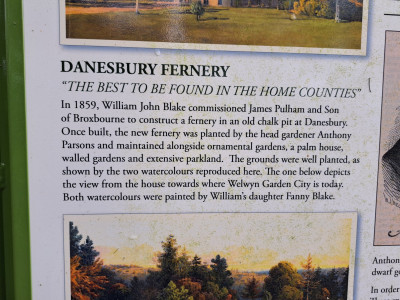 DANESBURY FERNERY
“THE BEST TO BE FOUND IN THE HOME COUNTIES”
In 1859, William John Blake commissioned James Pulham and Son
of Broxbourne to construct a fernery in an old chalk pit at Danesbury.
Once built, the new fernery was planted by the head gardener Anthony
Parsons and maintained alongside ornamental gardens, a palm house,
walled gardens and extensive parkland. The grounds were well planted, as
shown by the two watercolours reproduced here. The one below depicts
the view from the house towards where Welwyn Garden City is today.
Both watercolours were painted by William's daughter Fanny Blake.
Anthon
dwarf g
In order